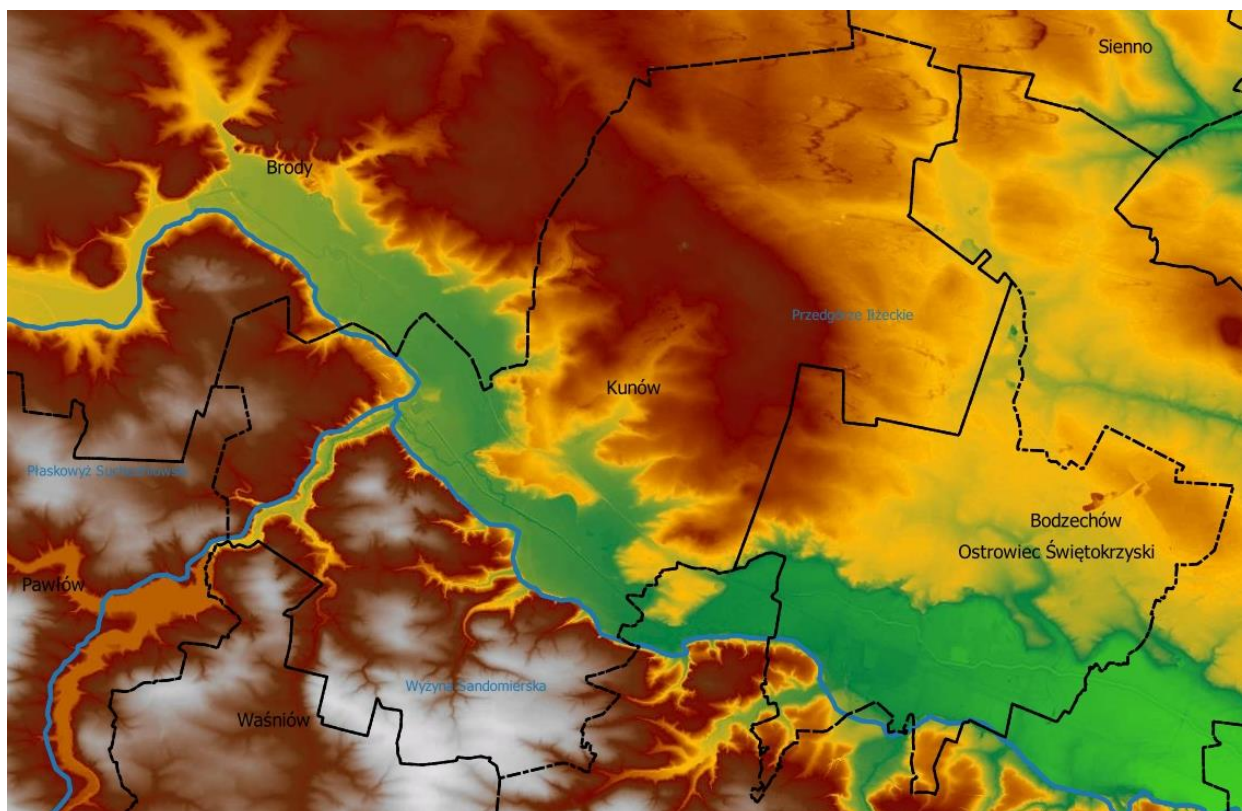 Sienno
Brody
Przedgórze Iłżeckie
Kunów
Płaskowyż Suchedniowski
Bodzechów
Ostrowiec Świętokrzyski
Pawłów
Wyżyna Sandomierska
Waśniów